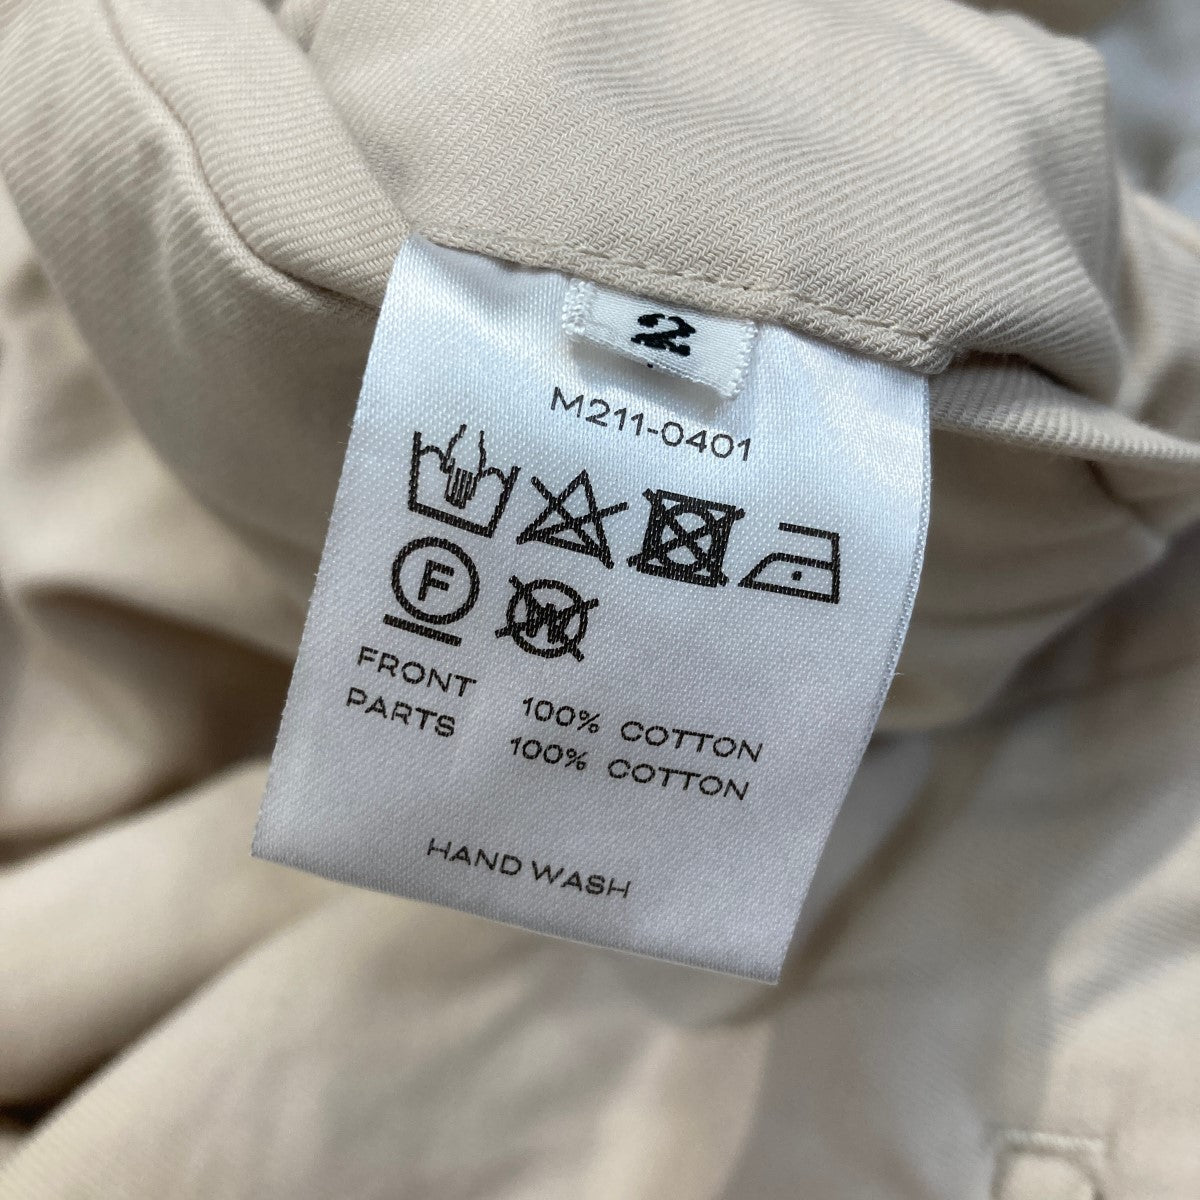 2
M211-0401
F W
FRONT 100% COTTON
PARTS 100% COTTON
HAND WASH